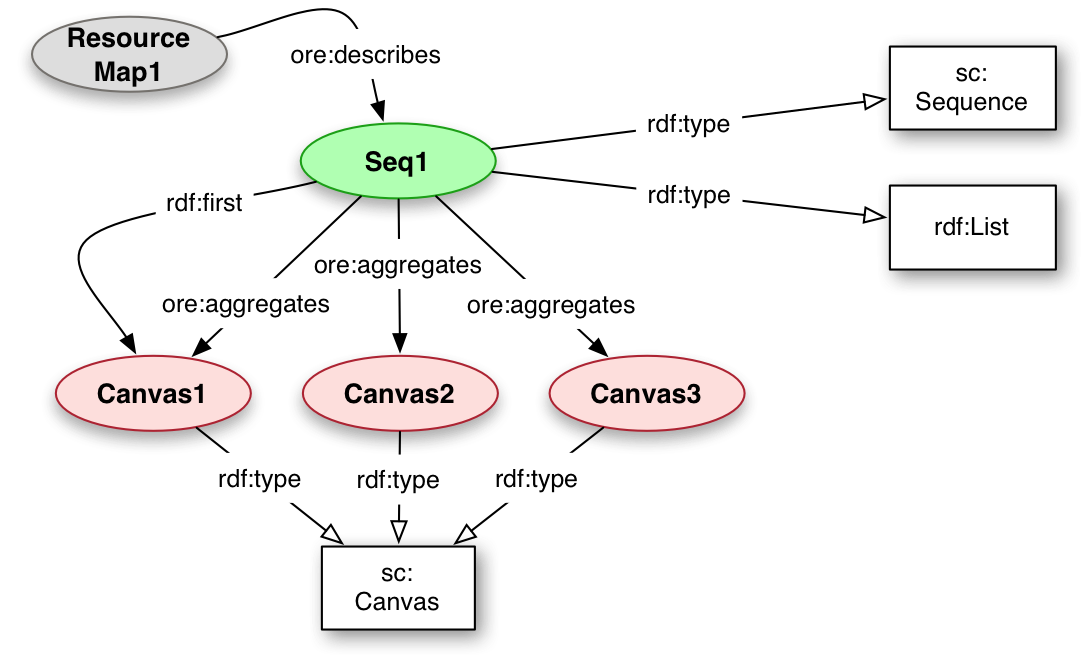 Resource
Map1
ore:describes
sc:
Sequence
rdf:type
Seq1
rdf:type
rdf:first
rdf:List
ore:aggregates
ore:aggregates
ore:aggregates
Canvas1
Canvas2
Canvas3
rdf:type
rdf:type
rdf:type
sc:
Canvas